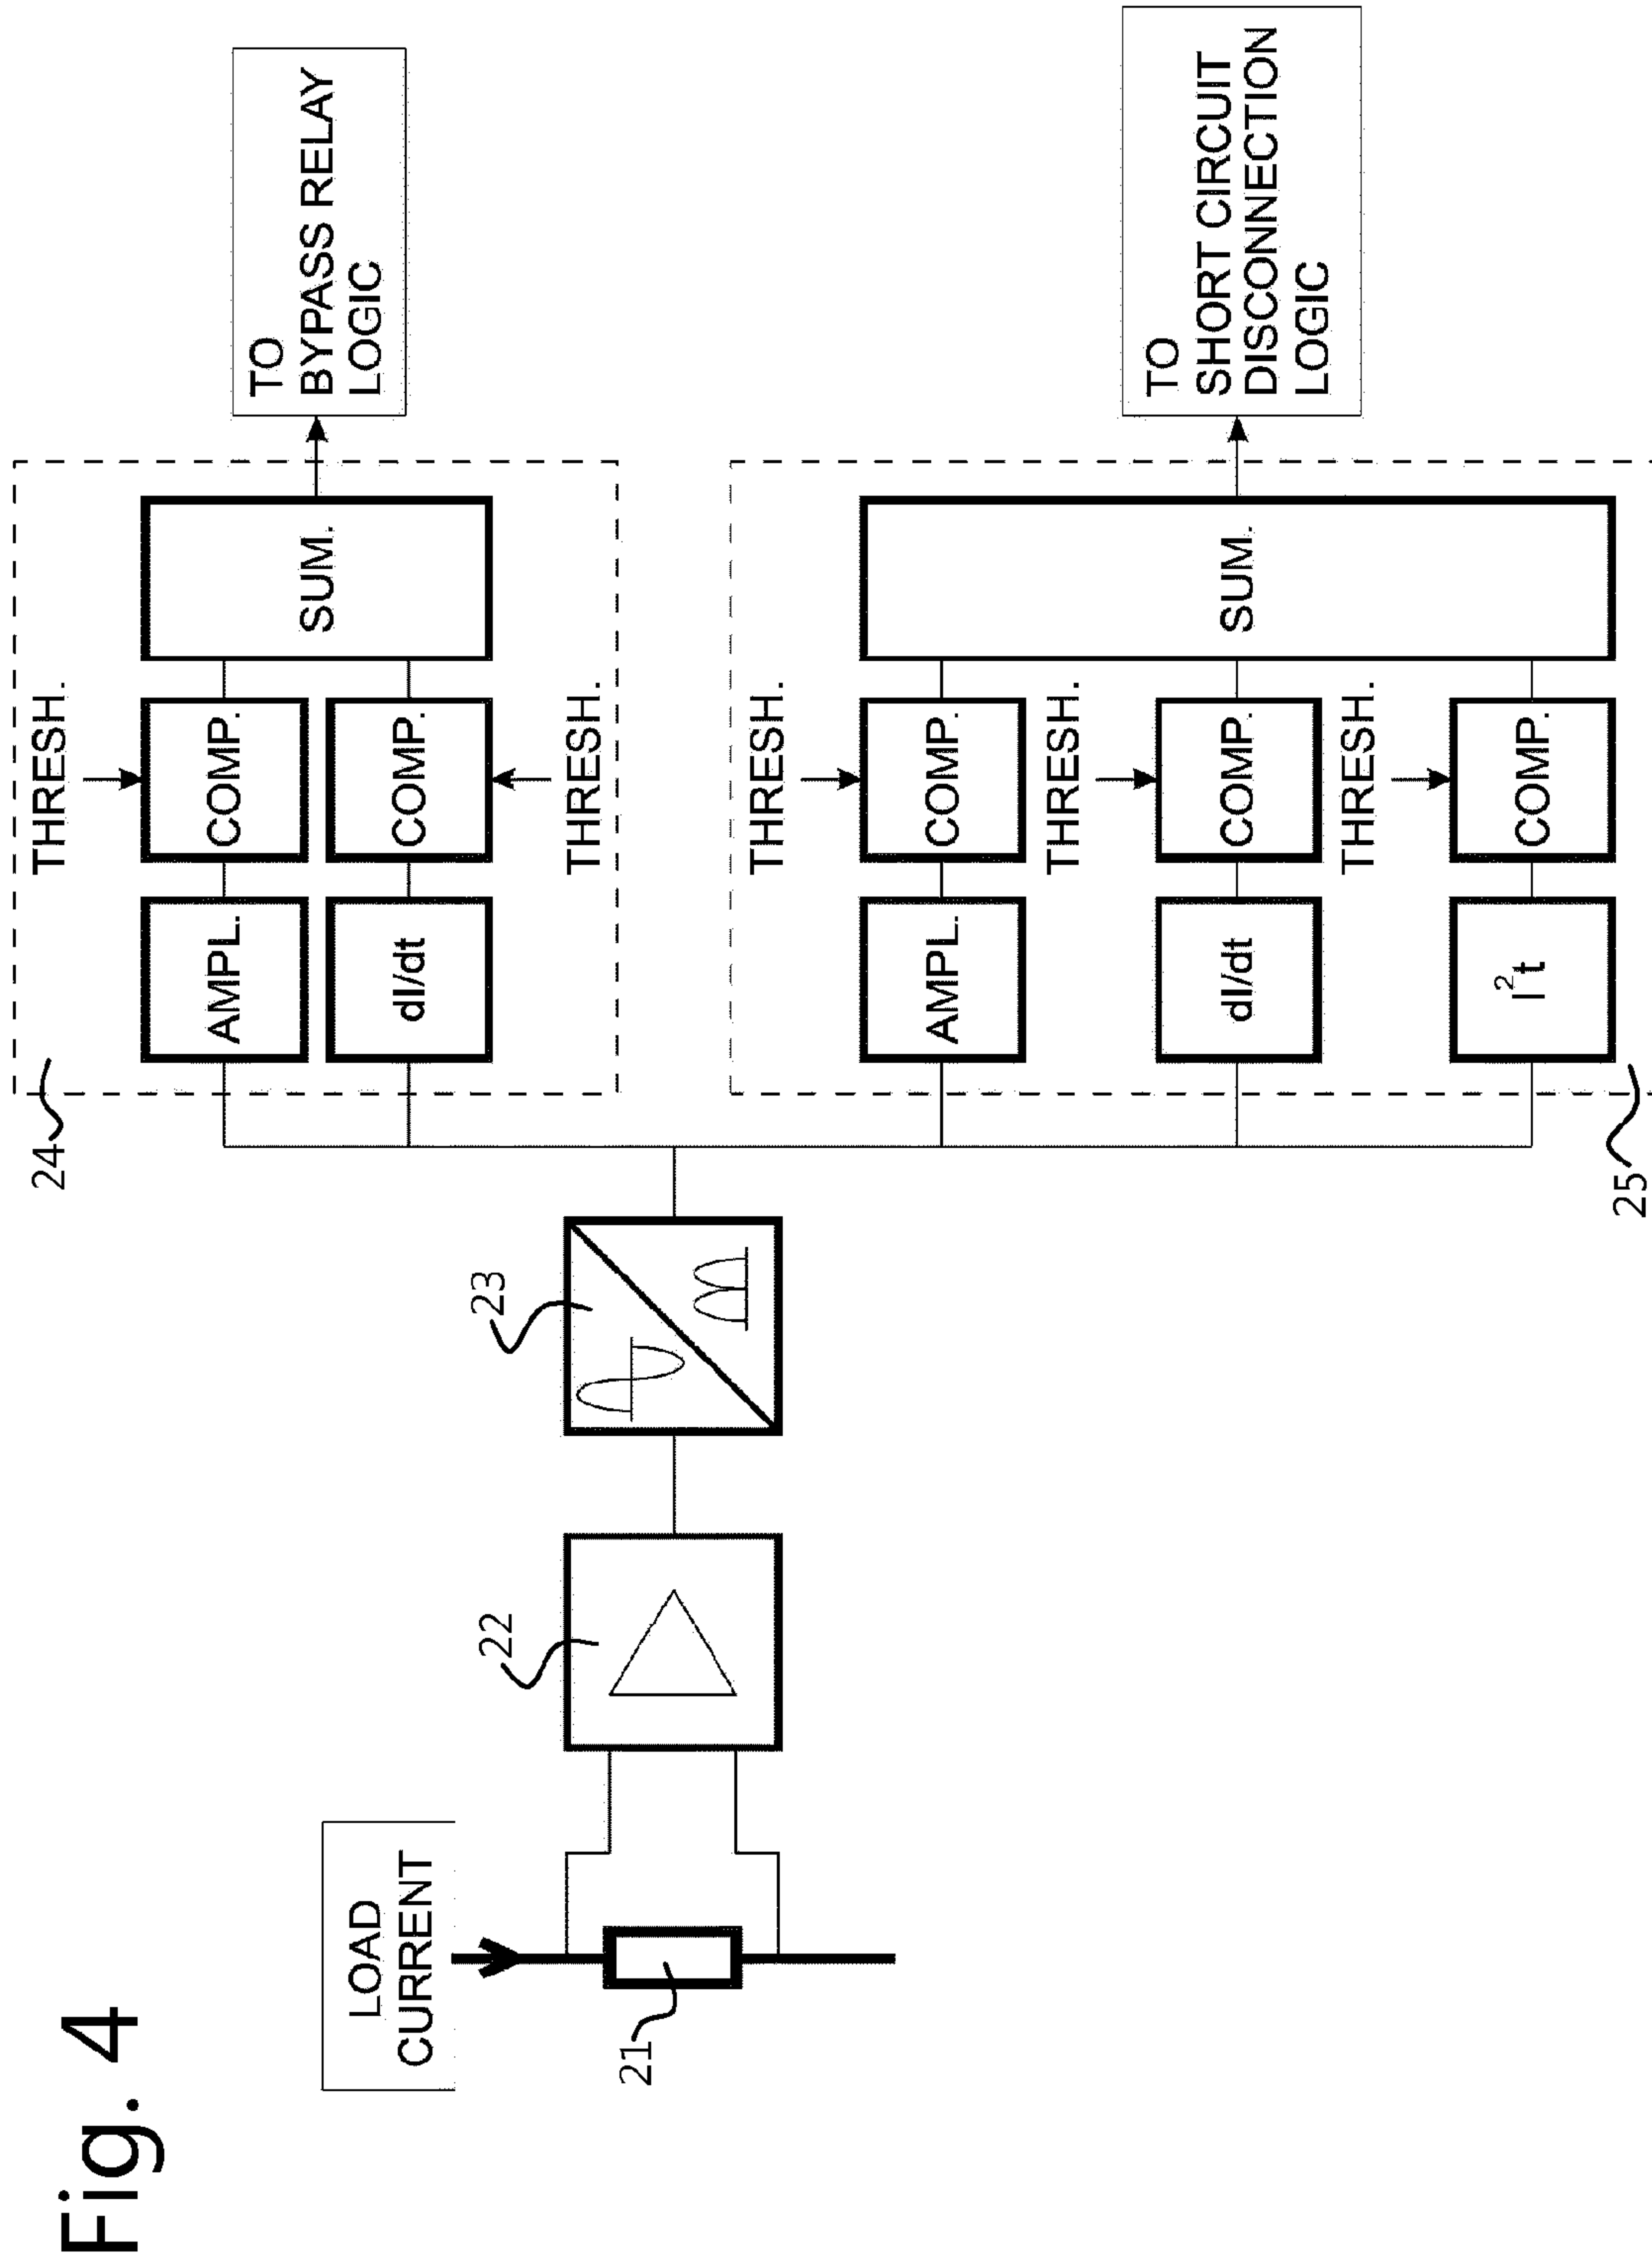 Fig. 4
LOAD
CURRENT
21
22
23
24
THRESH.
AMPL.
COMP.
dI/dt
COMP.
THRESH.
SUM.
TO
BYPASS RELAY
LOGIC
25
THRESH.
AMPL.
COMP.
THRESH.
dI/dt
COMP.
THRESH.
I²t
COMP.
SUM.
TO
SHORT CIRCUIT
DISCONNECTION
LOGIC